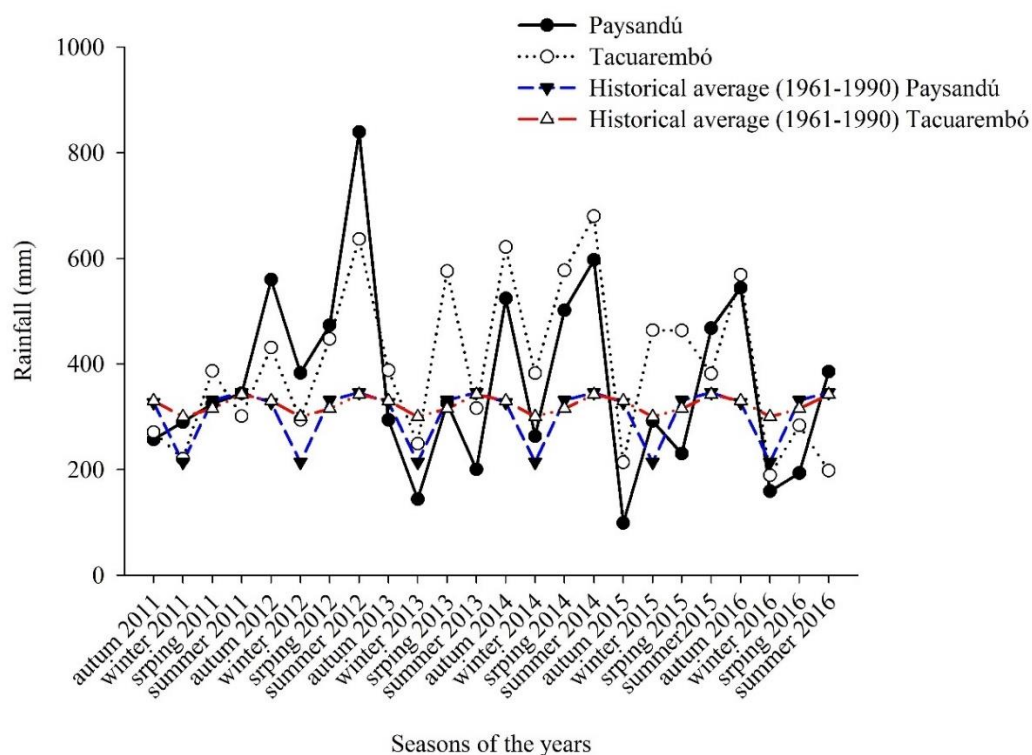 Paysandú
Tacuarembó
Historical average (1961-1990) Paysandú
Historical average (1961-1990) Tacuarembó
1000
800
600
400
200
0
Rainfall (mm)
autum 2011
winter 2011
srping 2011
summer 2011
autum 2012
winter 2012
srping 2012
summer 2012
autum 2013
winter 2013
srping 2013
summer 2013
autum 2014
winter 2014
srping 2014
summer 2014
autum 2015
winter 2015
srping 2015
summer 2015
autum 2016
winter 2016
srping 2016
summer 2016
Seasons of the years